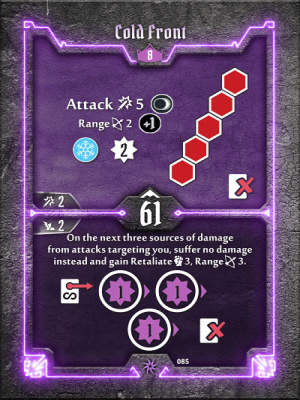 Cold Front
8
Attack 5
Range 2 +1
2
2
61
2
On the next three sources of damage
from attacks targeting you, suffer no damage
instead and gain Retaliate 3, Range 3.
S
1 1
1
085